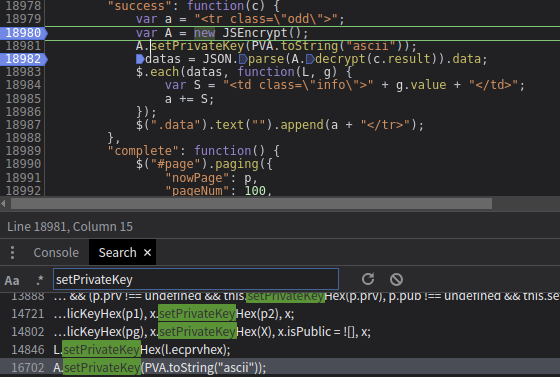 18978 "success": function(c) {
18979 var a = "<tr class=\"odd\">";
18980 var A = new JSEncrypt();
18981 A.setPrivateKey(PVA.toString("ascii"));
18982 datas = JSON.parse(A.decrypt(c.result)).data;
18983 $.each(datas, function(L, g) {
18984 var S = "<td class=\"info\">" + g.value + "</td>";
18985 a += S;
18986 });
18987 $(".data").text("").append(a + "</tr>");
18988 },
18989 "complete": function() {
18990 $("#page").paging({
18991 "nowPage": p,
18992 "pageNum": 100,
Line 18981, Column 15
Console Search ×
Aa .* setPrivateKey
13888 … && (p.prv !== undefined && this.setPrivateKeyHex(p.prv), p.pub !== undefined && this.se
14721 …licKeyHex(p1), x.setPrivateKeyHex(p2), x;
14802 …licKeyHex(pg), x.setPrivateKeyHex(X), x.isPublic = ![], x;
14846 L.setPrivateKeyHex(l.ecprvhex);
16702 A.setPrivateKey(PVA.toString("ascii"));